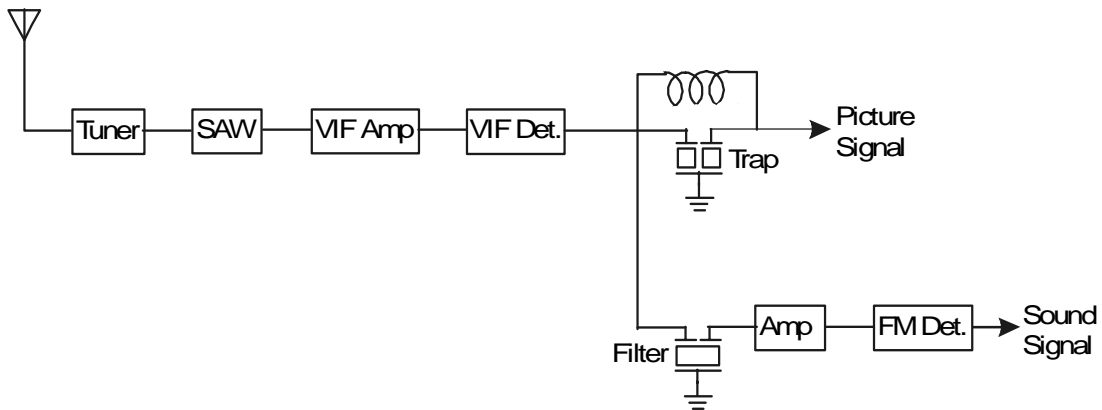 Tuner
SAW
VIF Amp
VIF Det.
Picture
Signal
Trap
Filter
Amp
FM Det.
Sound
Signal